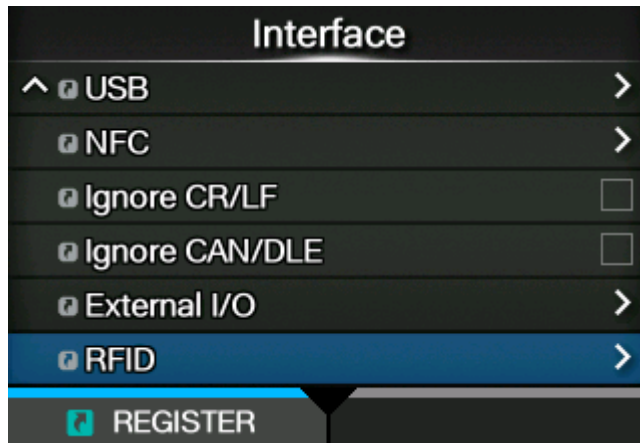 Interface
USB
NFC
Ignore CR/LF
Ignore CAN/DLE
External I/O
RFID
REGISTER